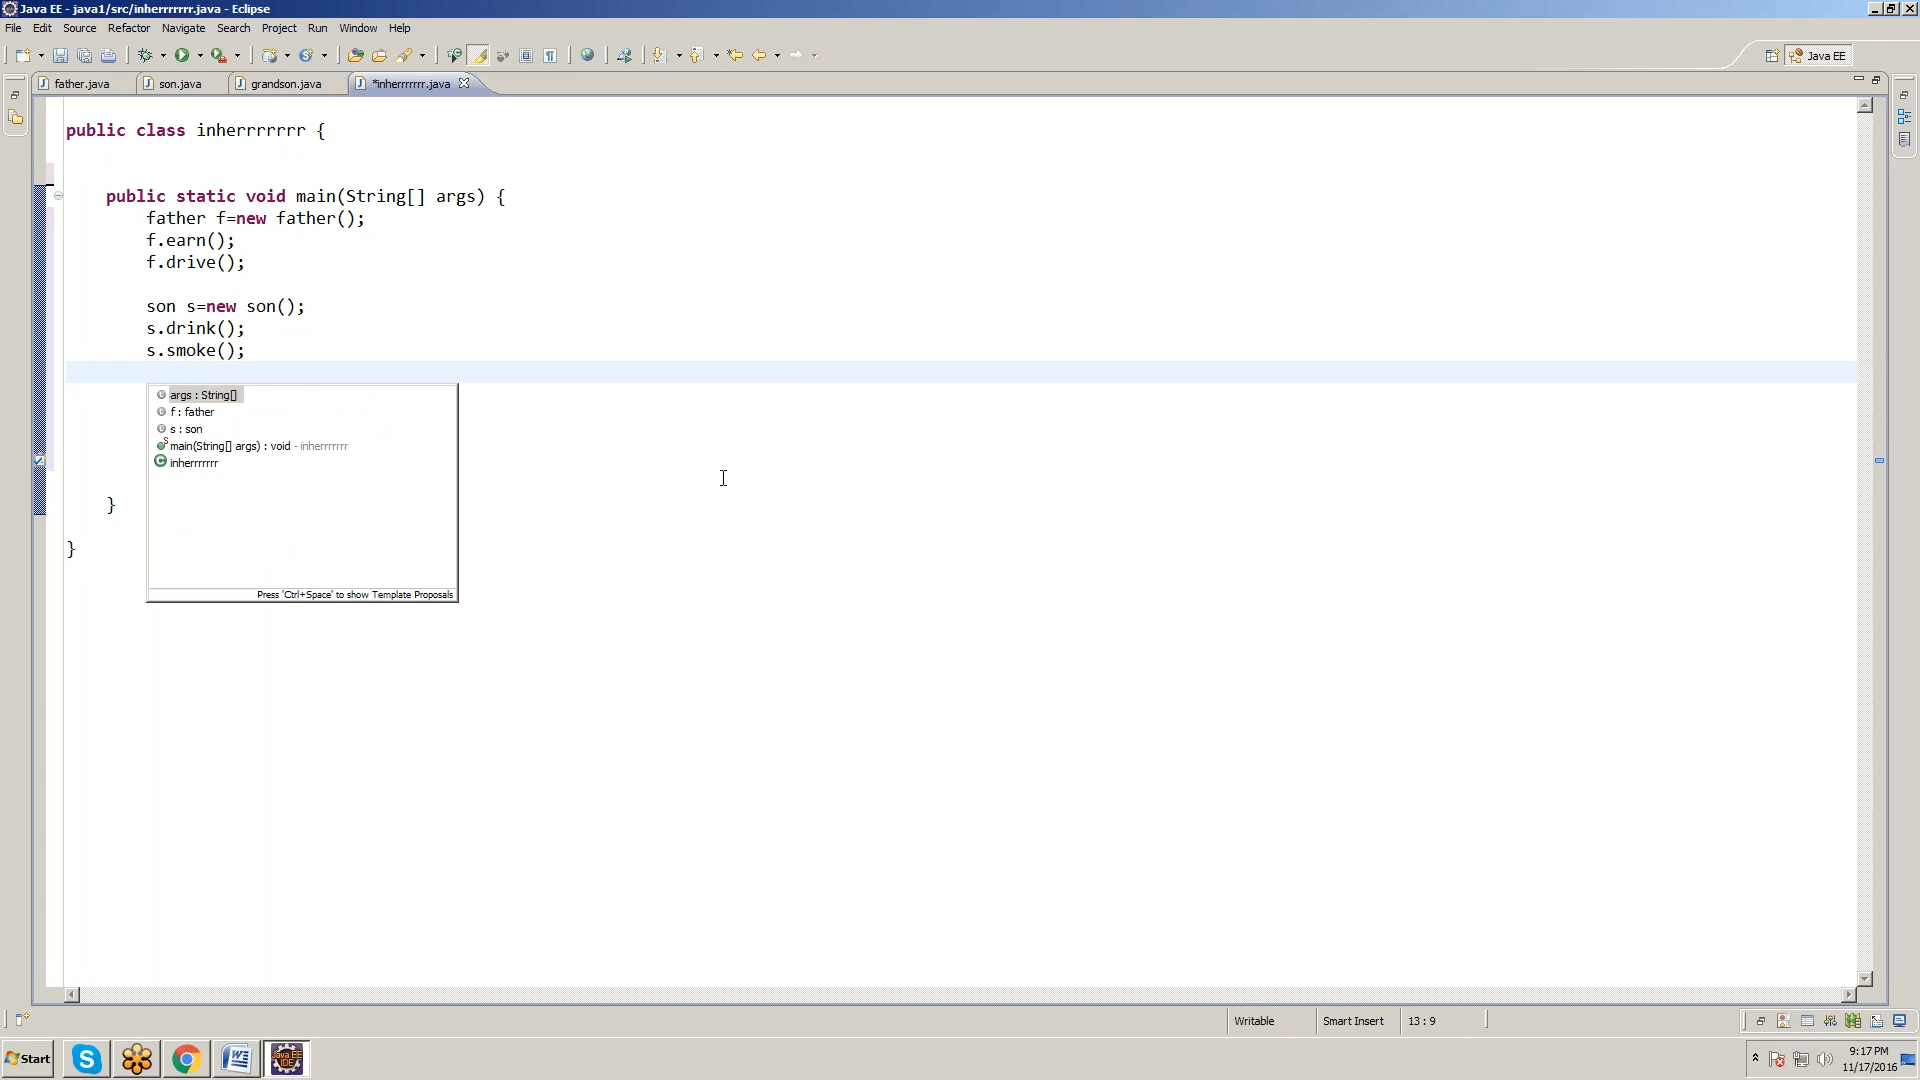 Java EE - java1/src/inherrrrrrr.java - Eclipse
File Edit Source Refactor Navigate Search Project Run Window Help
Java EE
father.java son.java grandson.java *inherrrrrrr.java
public class inherrrrrrr {
public static void main(String[] args) {
father f=new father();
f.earn();
f.drive();
son s=new son();
s.drink();
s.smoke();
args : String[]
f : father
s : son
main(String[] args) : void - inherrrrrrr
inherrrrrrr
Press 'Ctrl+Space' to show Template Proposals
}
}
Writable Smart Insert 13 : 9
Start
9:17 PM
11/17/2016